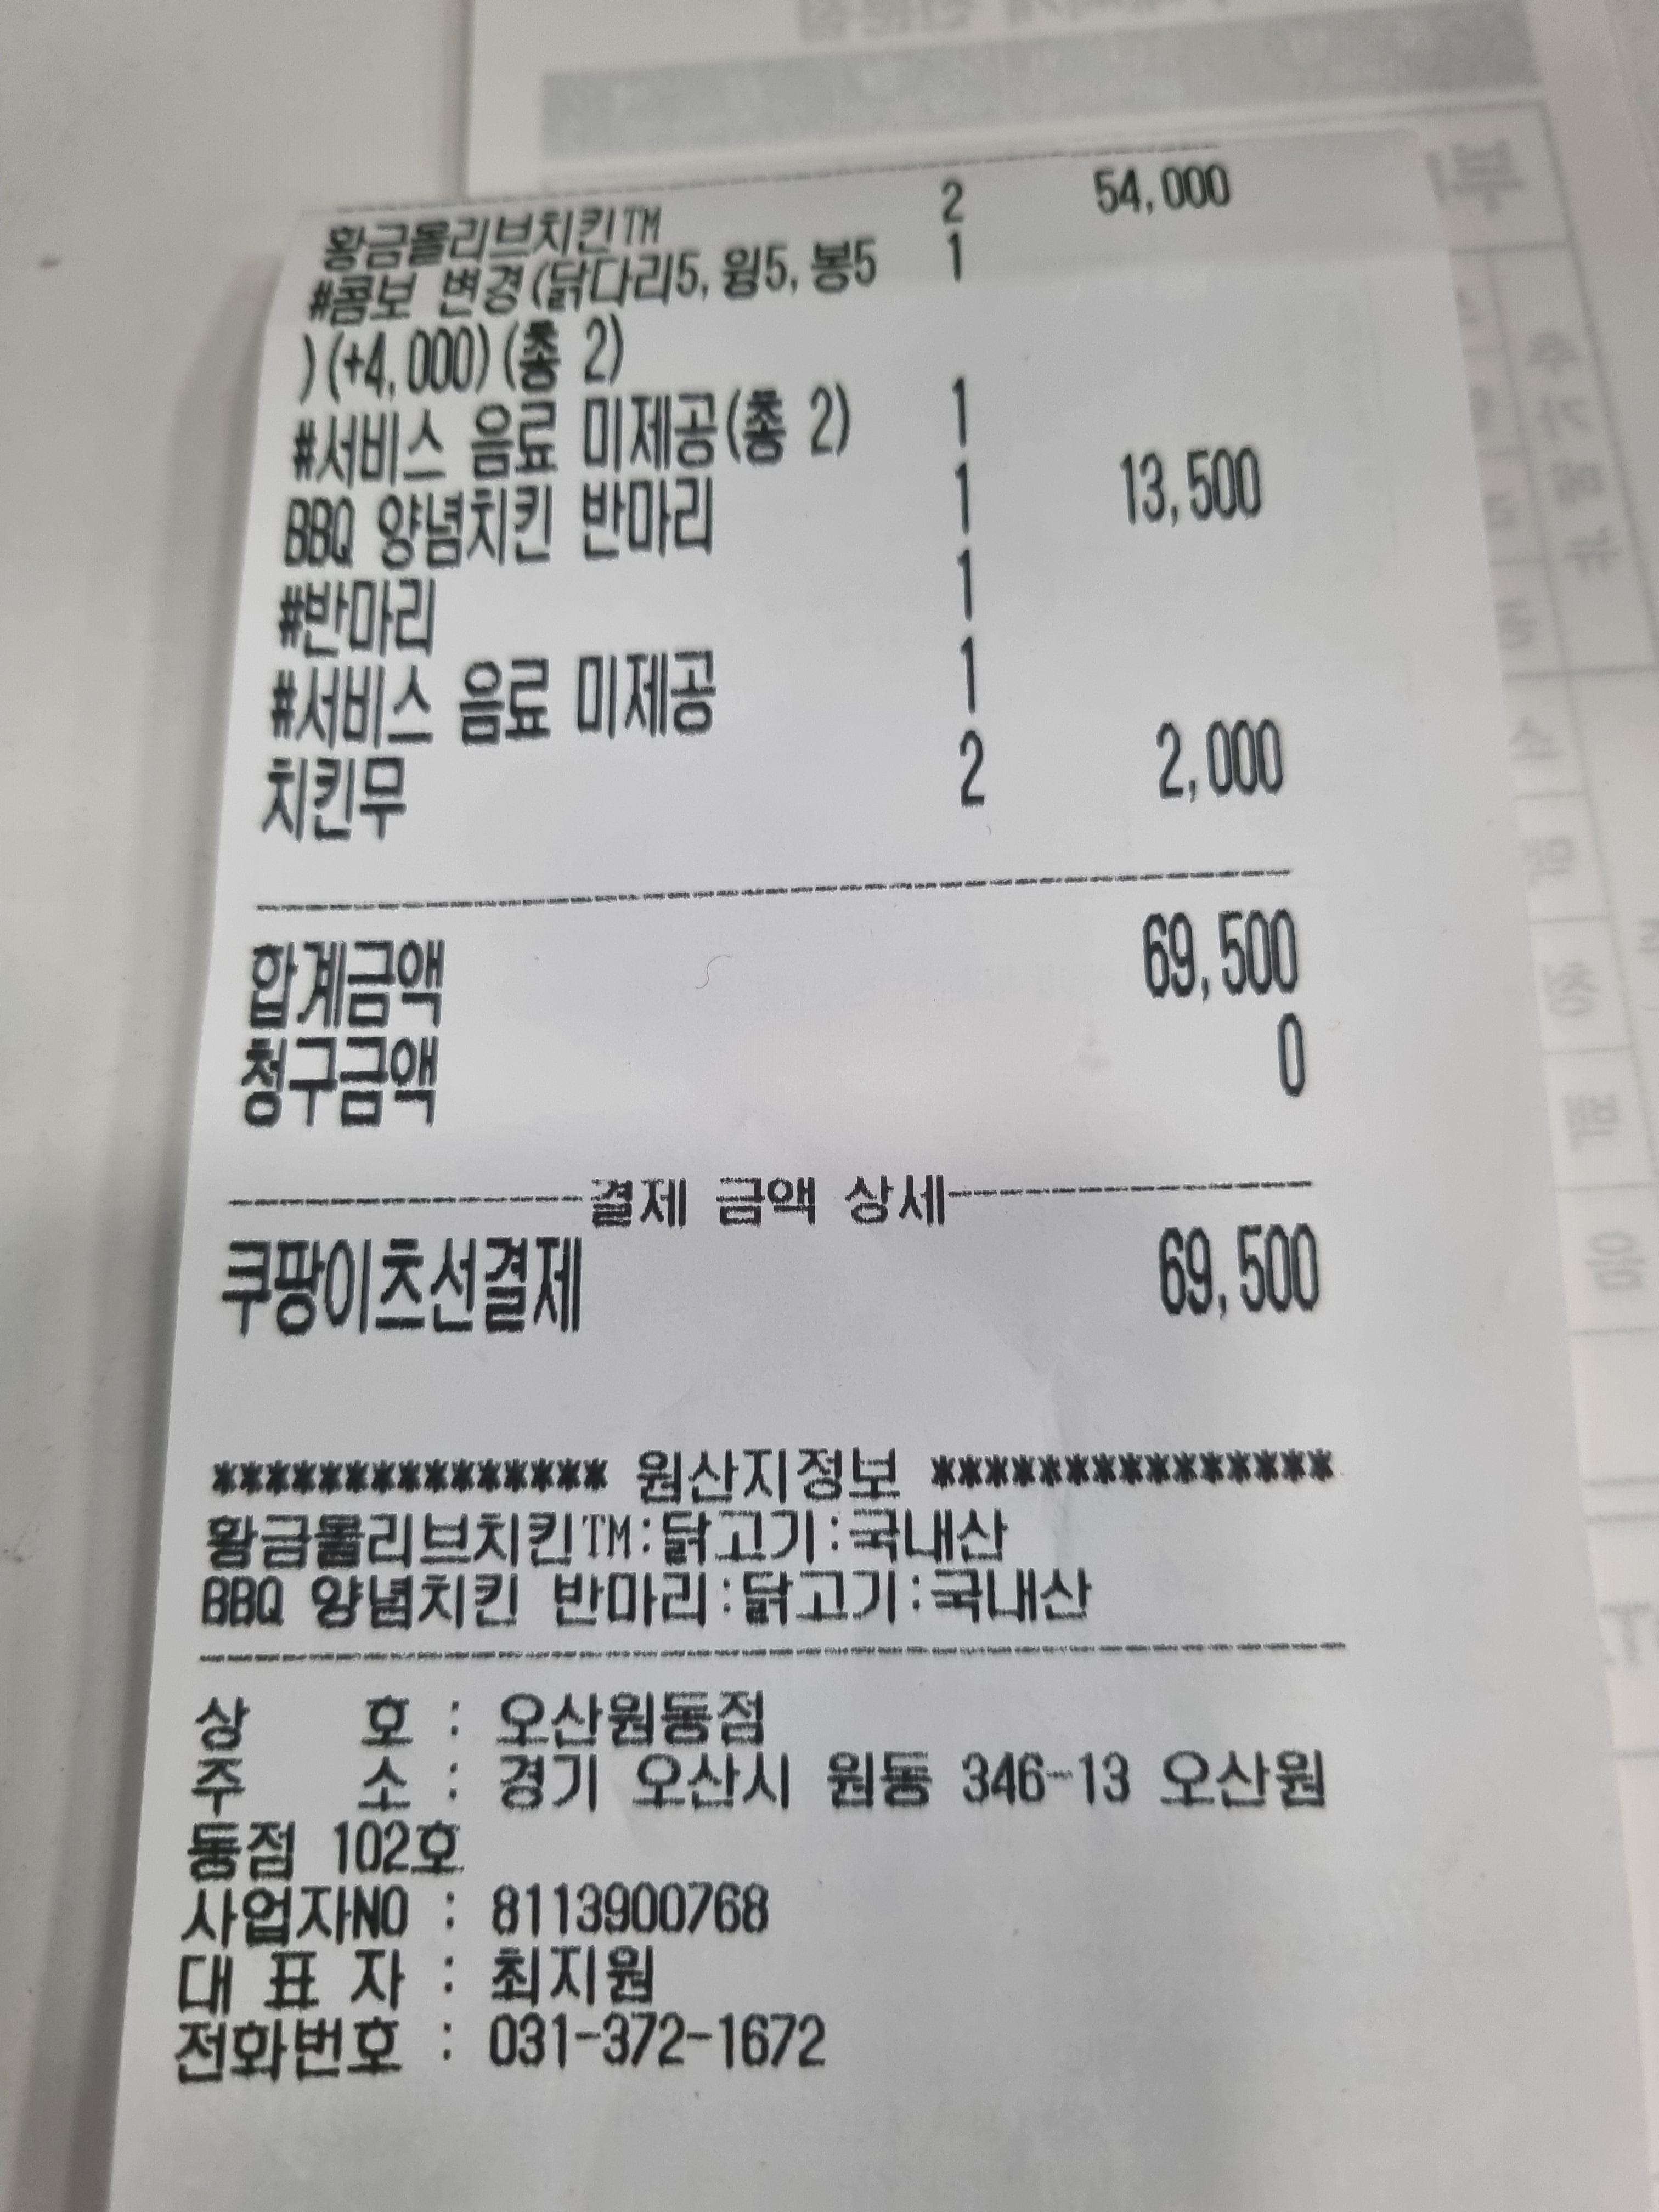 황금올리브치킨TM 2 54,000
#콤보 변경(닭다리5, 윙5, 봉5 1
)(+4,000)(총 2)
#서비스 음료 미제공(총 2) 1
BBQ 양념치킨 반마리 1 13,500
#반마리 1
#서비스 음료 미제공 1
치킨무 2 2,000
합계금액 69,500
청구금액 0
결제 금액 상세
쿠팡이츠선결제 69,500
*************** 원산지정보 ***************
황금올리브치킨TM:닭고기:국내산
BBQ 양념치킨 반마리:닭고기:국내산
상 호 : 오산원동점
주 소 : 경기 오산시 원동 346-13 오산원
동점 102호
사업자NO : 8113900768
대 표 자 : 최지원
전화번호 : 031-372-1672